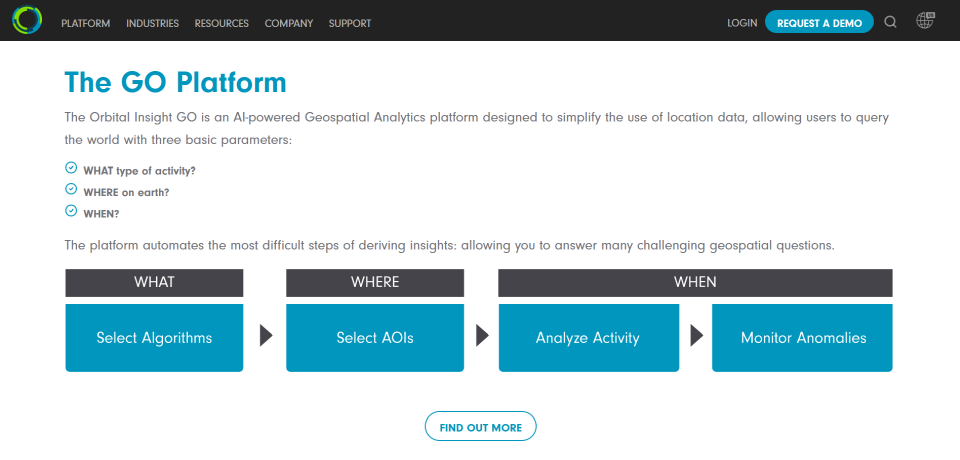 PLATFORM INDUSTRIES RESOURCES COMPANY SUPPORT LOGIN REQUEST A DEMO US
The GO Platform
The Orbital Insight GO is an AI-powered Geospatial Analytics platform designed to simplify the use of location data, allowing users to query
the world with three basic parameters:
WHAT type of activity?
WHERE on earth?
WHEN?
The platform automates the most difficult steps of deriving insights: allowing you to answer many challenging geospatial questions.
WHAT WHERE WHEN
Select Algorithms Select AOIs Analyze Activity Monitor Anomalies
FIND OUT MORE